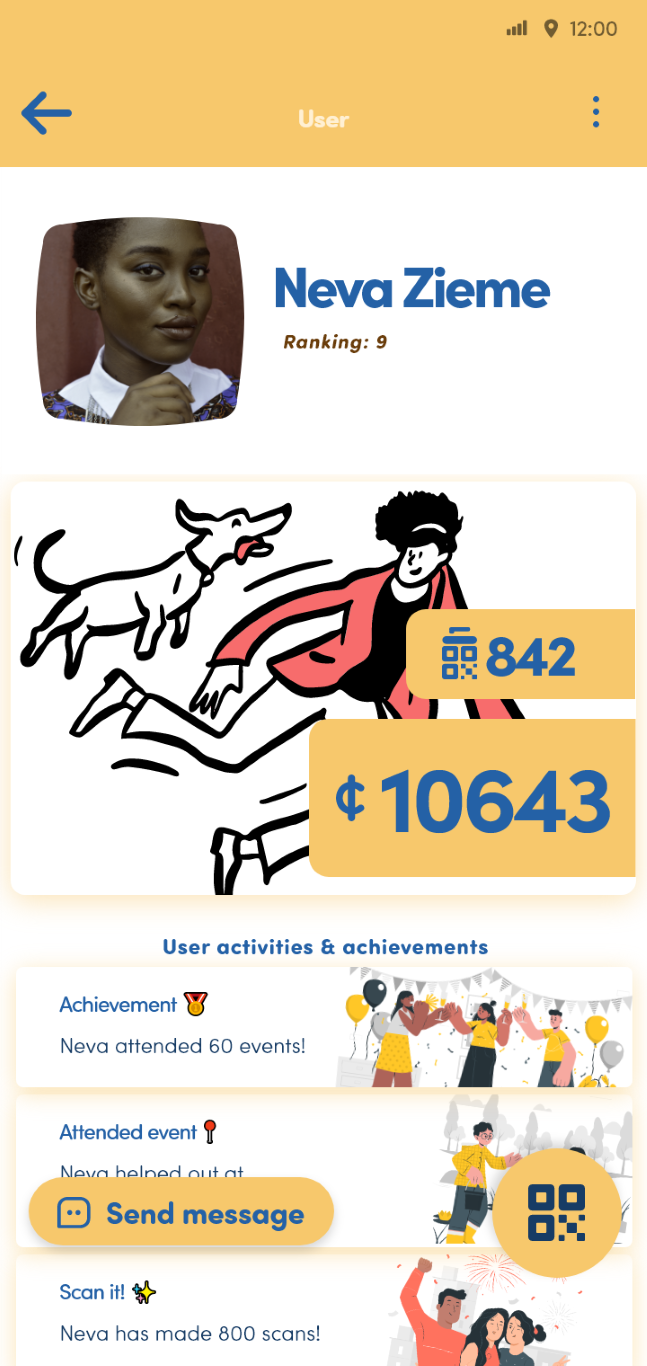 12:00
User
Neva Zieme
Ranking: 9
842
¢ 10643
User activities & achievements
Achievement
Neva attended 60 events!
Attended event
Neva helped out at
Send message
Scan it!
Neva has made 800 scans!